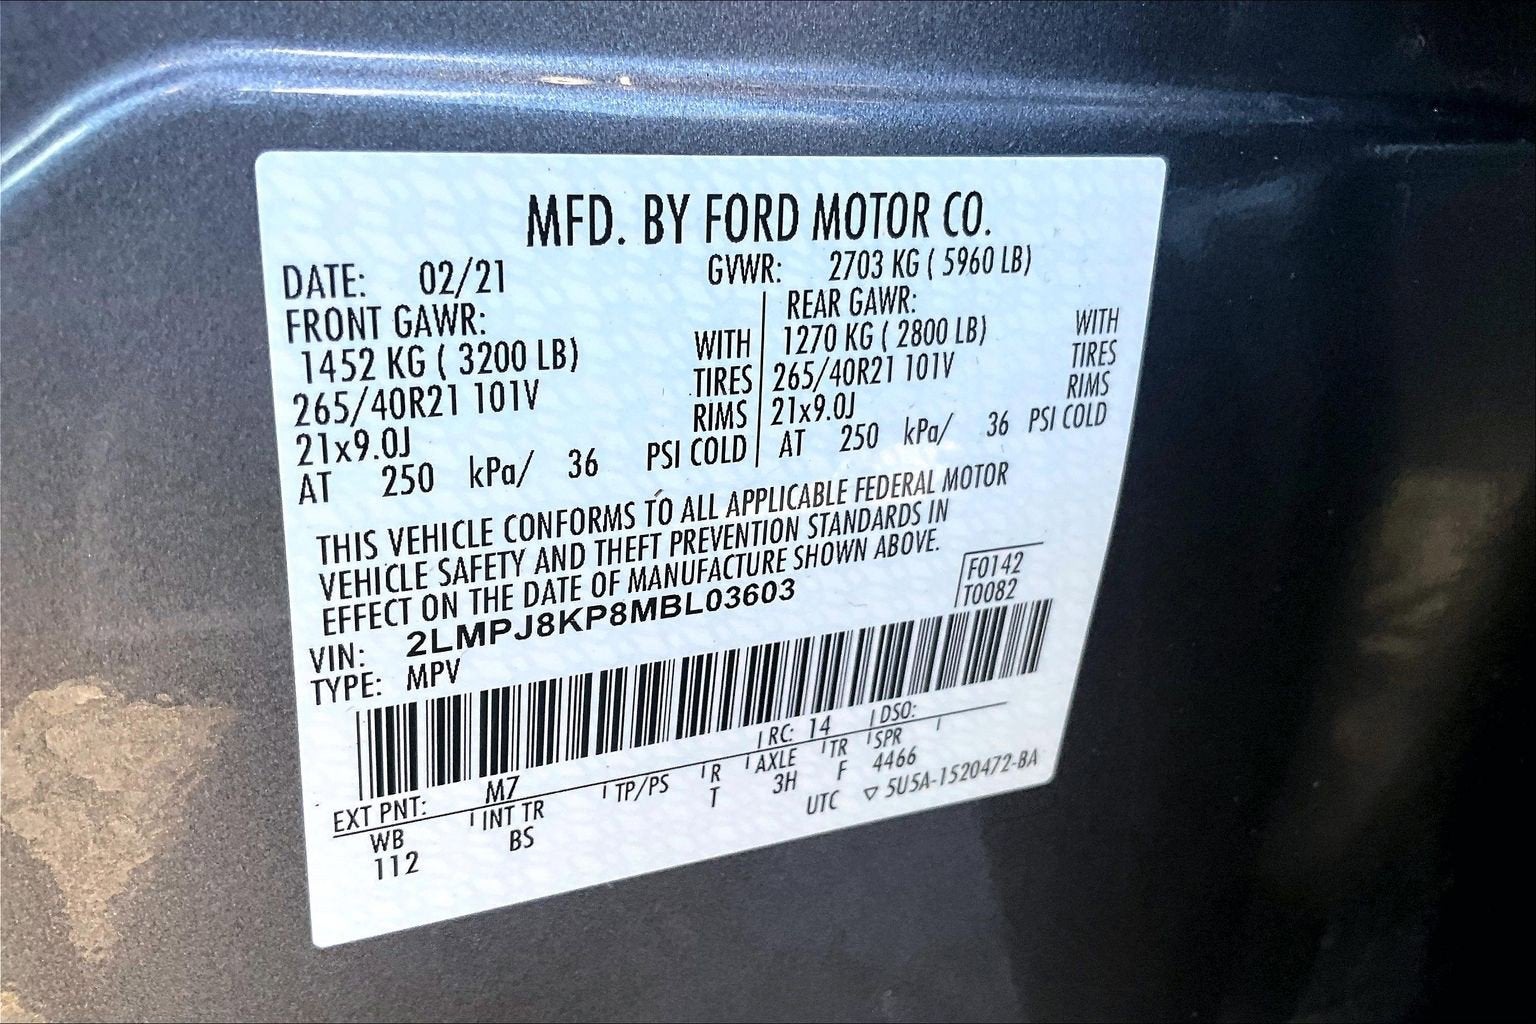 MFD. BY FORD MOTOR CO.
DATE: 02/21 GVWR: 2703 KG ( 5960 LB)
FRONT GAWR: REAR GAWR:
1452 KG ( 3200 LB) WITH 1270 KG ( 2800 LB) WITH
265/40R21 101V TIRES 265/40R21 101V TIRES
21x9.0J RIMS 21x9.0J RIMS
AT 250 kPa/ 36 PSI COLD AT 250 kPa/ 36 PSI COLD
THIS VEHICLE CONFORMS TO ALL APPLICABLE FEDERAL MOTOR
VEHICLE SAFETY AND THEFT PREVENTION STANDARDS IN
EFFECT ON THE DATE OF MANUFACTURE SHOWN ABOVE.
F0142
T0082
VIN: 2LMPJ8KP8MBL03603
TYPE: MPV
EXT PNT: M7 RC: 14 DSO:
WB INT TR TP/PS R AXLE TR SPR
112 BS T 3H F 4466
UTC ▽ 5U5A-1520472-BA